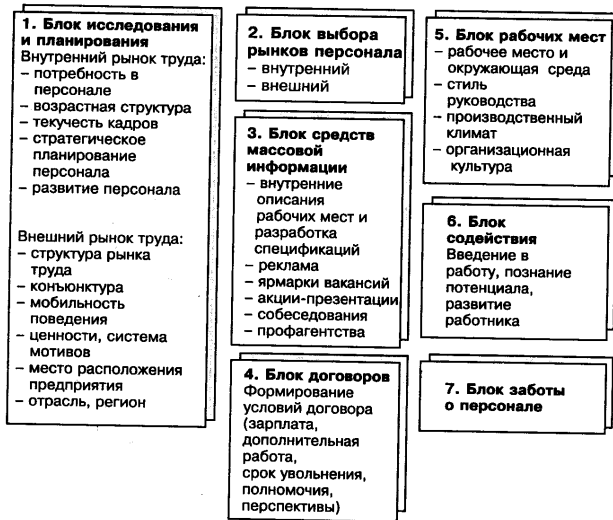 1. Блок исследования
и планирования
Внутренний рынок труда:
– потребность в
персонале
– возрастная структура
– текучесть кадров
– стратегическое
планирование
персонала
– развитие персонала
Внешний рынок труда:
– структура рынка
труда
– конъюнктура
– мобильность
поведения
– ценности, система
мотивов
– место расположения
предприятия
– отрасль, регион
2. Блок выбора
рынков персонала
– внутренний
– внешний
3. Блок средств
массовой
информации
– внутренние
описания
рабочих мест и
разработка
спецификаций
– реклама
– ярмарки вакансий
– акции-презентации
– собеседования
– профагентства
4. Блок договоров
Формирование
условий договора
(зарплата,
дополнительная
работа,
срок увольнения,
полномочия,
перспективы)
5. Блок рабочих мест
– рабочее место и
окружающая среда
– стиль
руководства
– производственный
климат
– организационная
культура
6. Блок
содействия
Введение в
работу, познание
потенциала,
развитие
работника
7. Блок заботы
о персонале